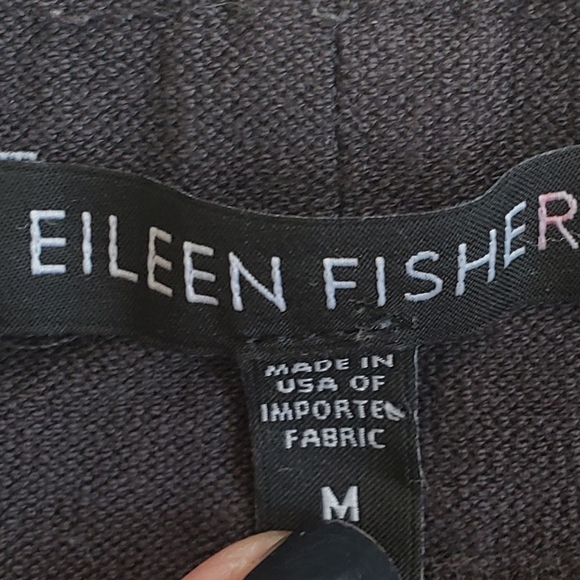 EILEEN FISHER
MADE IN
USA OF
IMPORTED
FABRIC
M